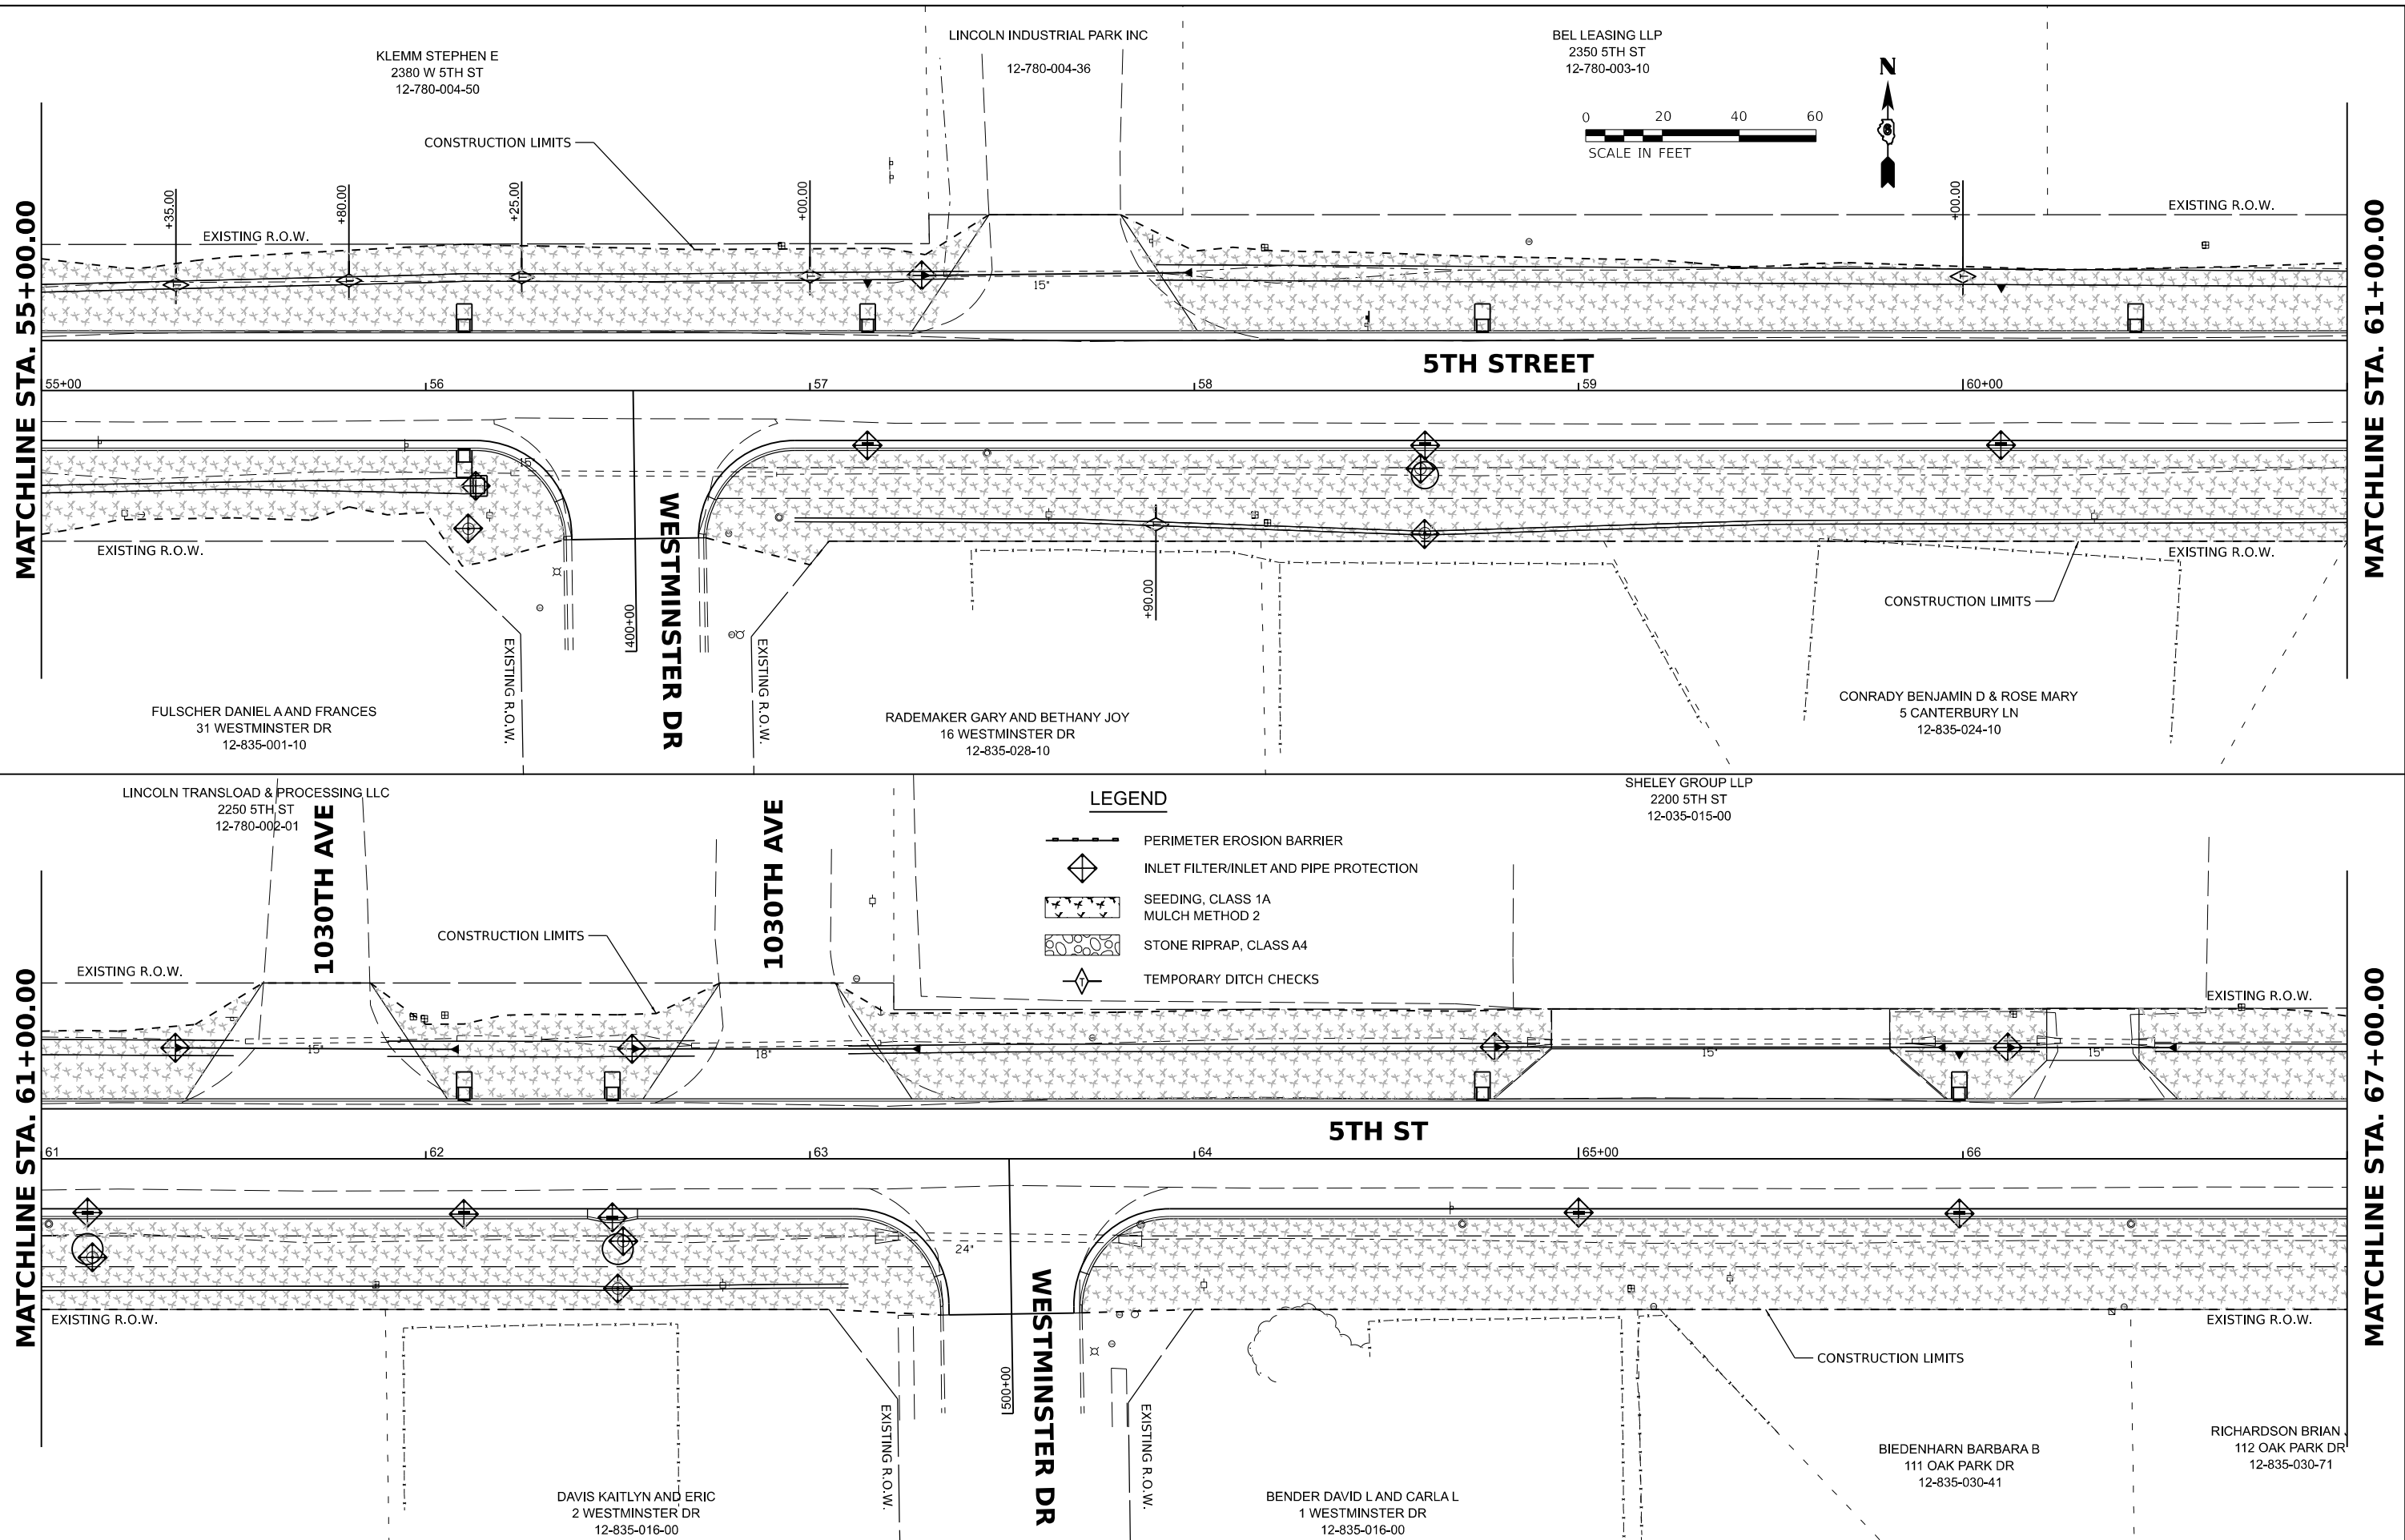 KLEMM STEPHEN E
2380 W 5TH ST
12-780-004-50
LINCOLN INDUSTRIAL PARK INC
12-780-004-36
BEL LEASING LLP
2350 5TH ST
12-780-003-10
N
0 20 40 60
SCALE IN FEET
CONSTRUCTION LIMITS
MATCHLINE STA. 55+00.00
+35.00
+80.00
+25.00
+00.00
+00.00
EXISTING R.O.W.
EXISTING R.O.W.
MATCHLINE STA. 61+00.00
15"
5TH STREET
55+00 56 57 58 59 60+00
15"
EXISTING R.O.W.
EXISTING R.O.W.
400+00
WESTMINSTER DR
+90.00
CONSTRUCTION LIMITS
EXISTING R.O.W.
EXISTING R.O.W.
FULSCHER DANIEL A AND FRANCES
31 WESTMINSTER DR
12-835-001-10
RADEMAKER GARY AND BETHANY JOY
16 WESTMINSTER DR
12-835-028-10
CONRADY BENJAMIN D & ROSE MARY
5 CANTERBURY LN
12-835-024-10
LINCOLN TRANSLOAD & PROCESSING LLC
2250 5TH ST
12-780-002-01
1030TH AVE
1030TH AVE
LEGEND
PERIMETER EROSION BARRIER
INLET FILTER/INLET AND PIPE PROTECTION
SEEDING, CLASS 1A
MULCH METHOD 2
STONE RIPRAP, CLASS A4
T
TEMPORARY DITCH CHECKS
SHELEY GROUP LLP
2200 5TH ST
12-035-015-00
CONSTRUCTION LIMITS
EXISTING R.O.W.
EXISTING R.O.W.
MATCHLINE STA. 61+00.00
MATCHLINE STA. 67+00.00
15"
18"
15"
15"
5TH ST
61 62 63 64 65+00 66
24"
EXISTING R.O.W.
EXISTING R.O.W.
500+00
WESTMINSTER DR
CONSTRUCTION LIMITS
EXISTING R.O.W.
EXISTING R.O.W.
DAVIS KAITLYN AND ERIC
2 WESTMINSTER DR
12-835-016-00
BENDER DAVID L AND CARLA L
1 WESTMINSTER DR
12-835-016-00
BIEDENHARN BARBARA B
111 OAK PARK DR
12-835-030-41
RICHARDSON BRIAN
112 OAK PARK DR
12-835-030-71